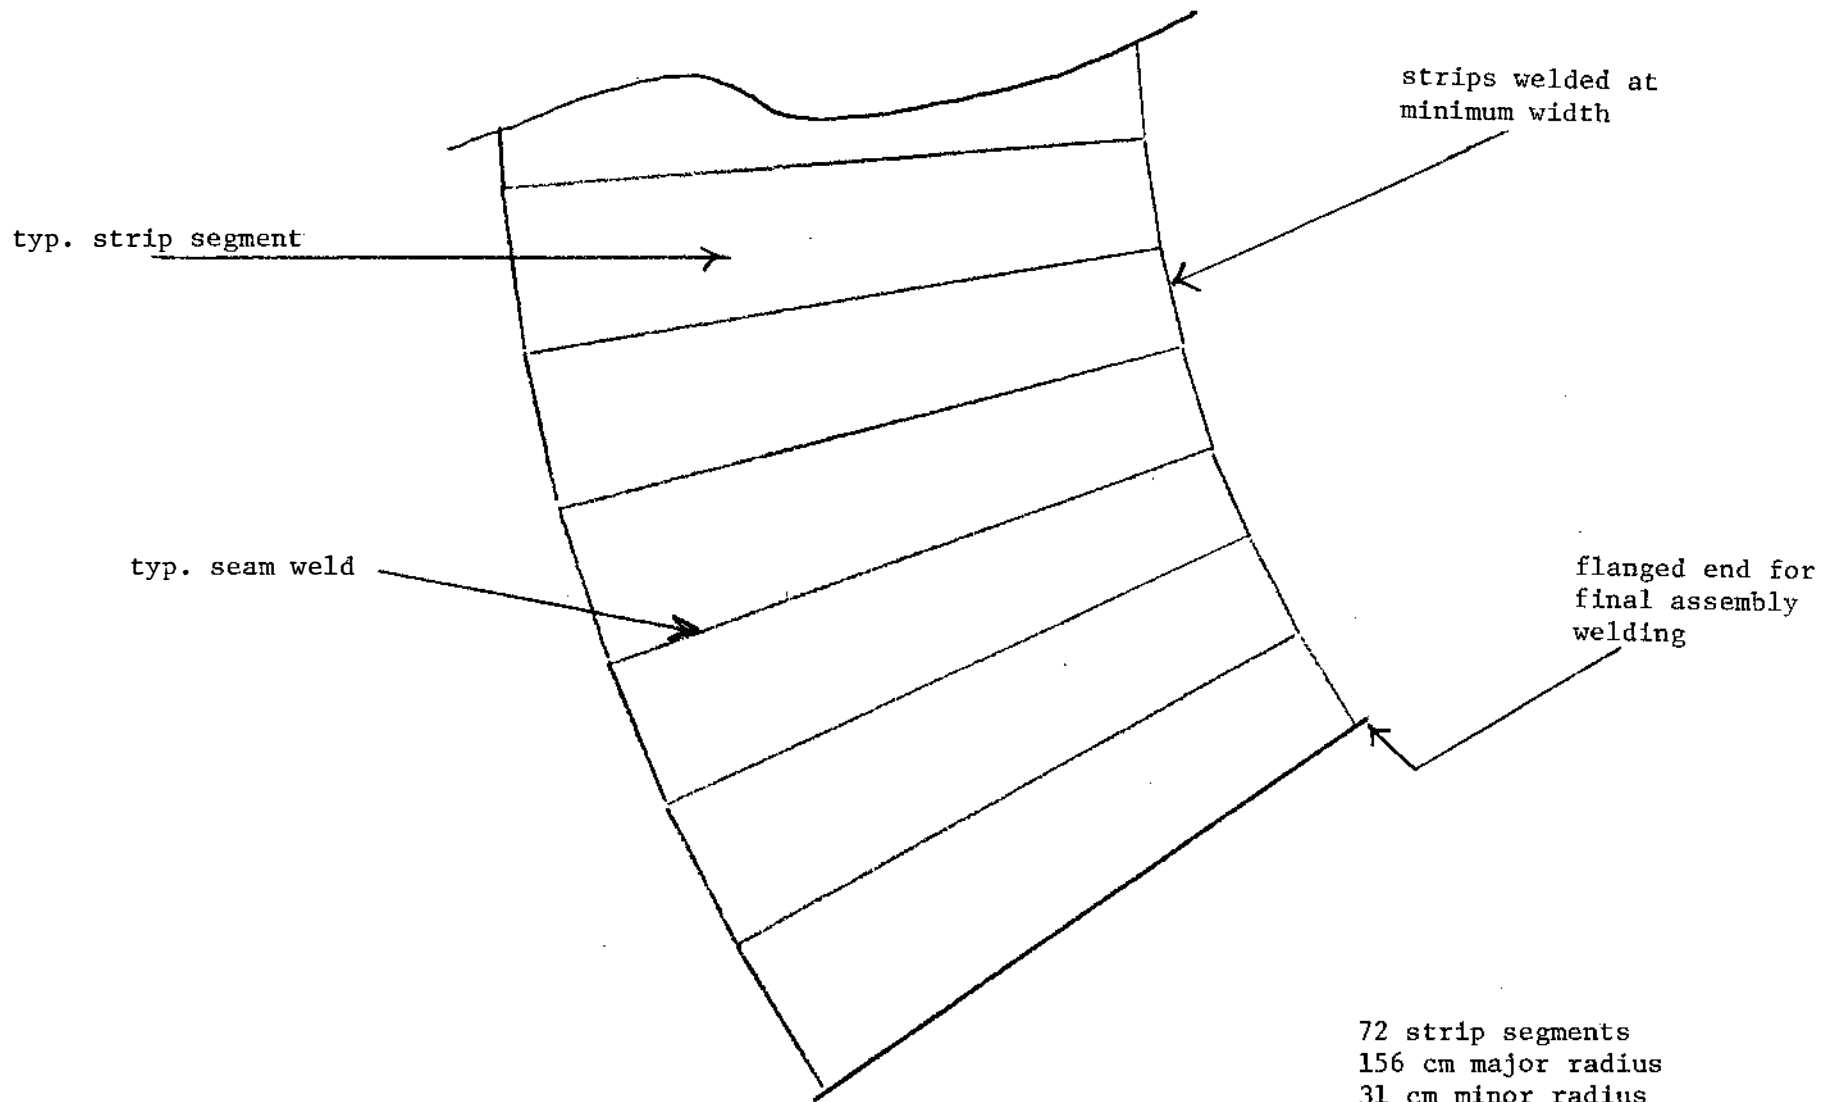 strips welded at
minimum width
typ. strip segment
typ. seam weld
flanged end for
final assembly
welding
72 strip segments
156 cm major radius
31 cm minor radius